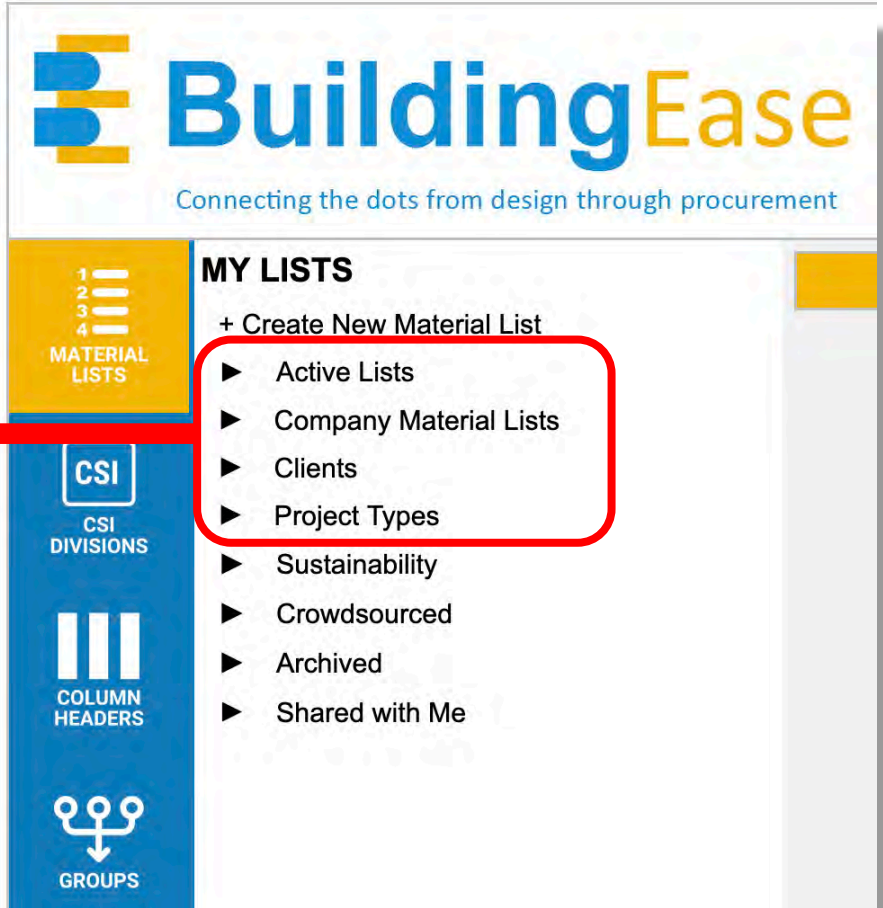 BuildingEase
Connecting the dots from design through procurement
1
2
3
4
MATERIAL
LISTS
CSI
CSI
DIVISIONS
COLUMN
HEADERS
GROUPS
MY LISTS
+ Create New Material List
► Active Lists
► Company Material Lists
► Clients
► Project Types
► Sustainability
► Crowdsourced
► Archived
► Shared with Me